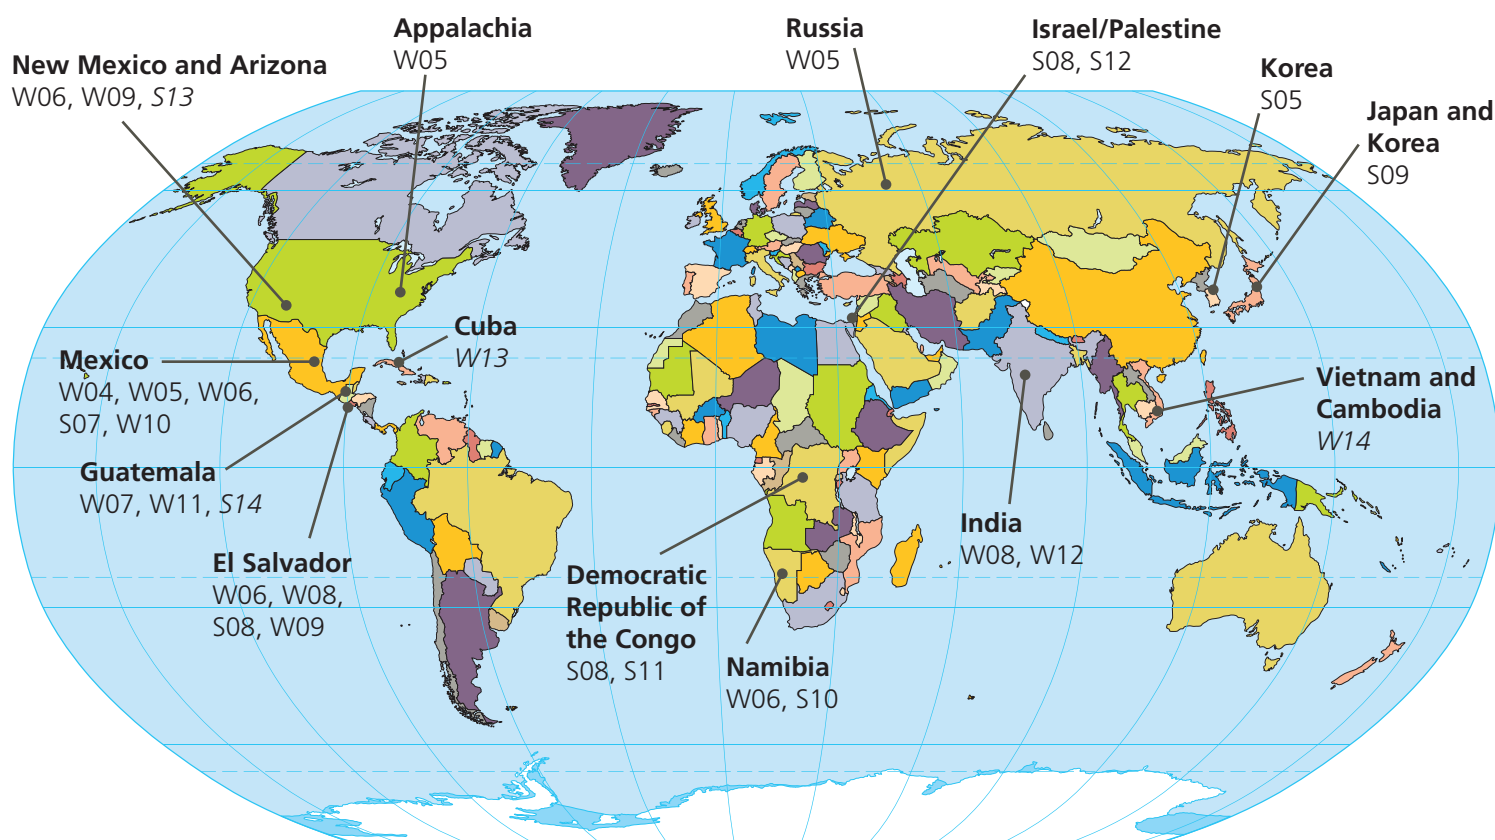 Appalachia
W05
Russia
W05
Israel/Palestine
S08, S12
New Mexico and Arizona
W06, W09, S13
Korea
S05
Japan and
Korea
S09
Cuba
W13
Mexico
W04, W05, W06,
S07, W10
Vietnam and
Cambodia
W14
Guatemala
W07, W11, S14
India
W08, W12
El Salvador
W06, W08,
S08, W09
Democratic
Republic of
the Congo
S08, S11
Namibia
W06, S10